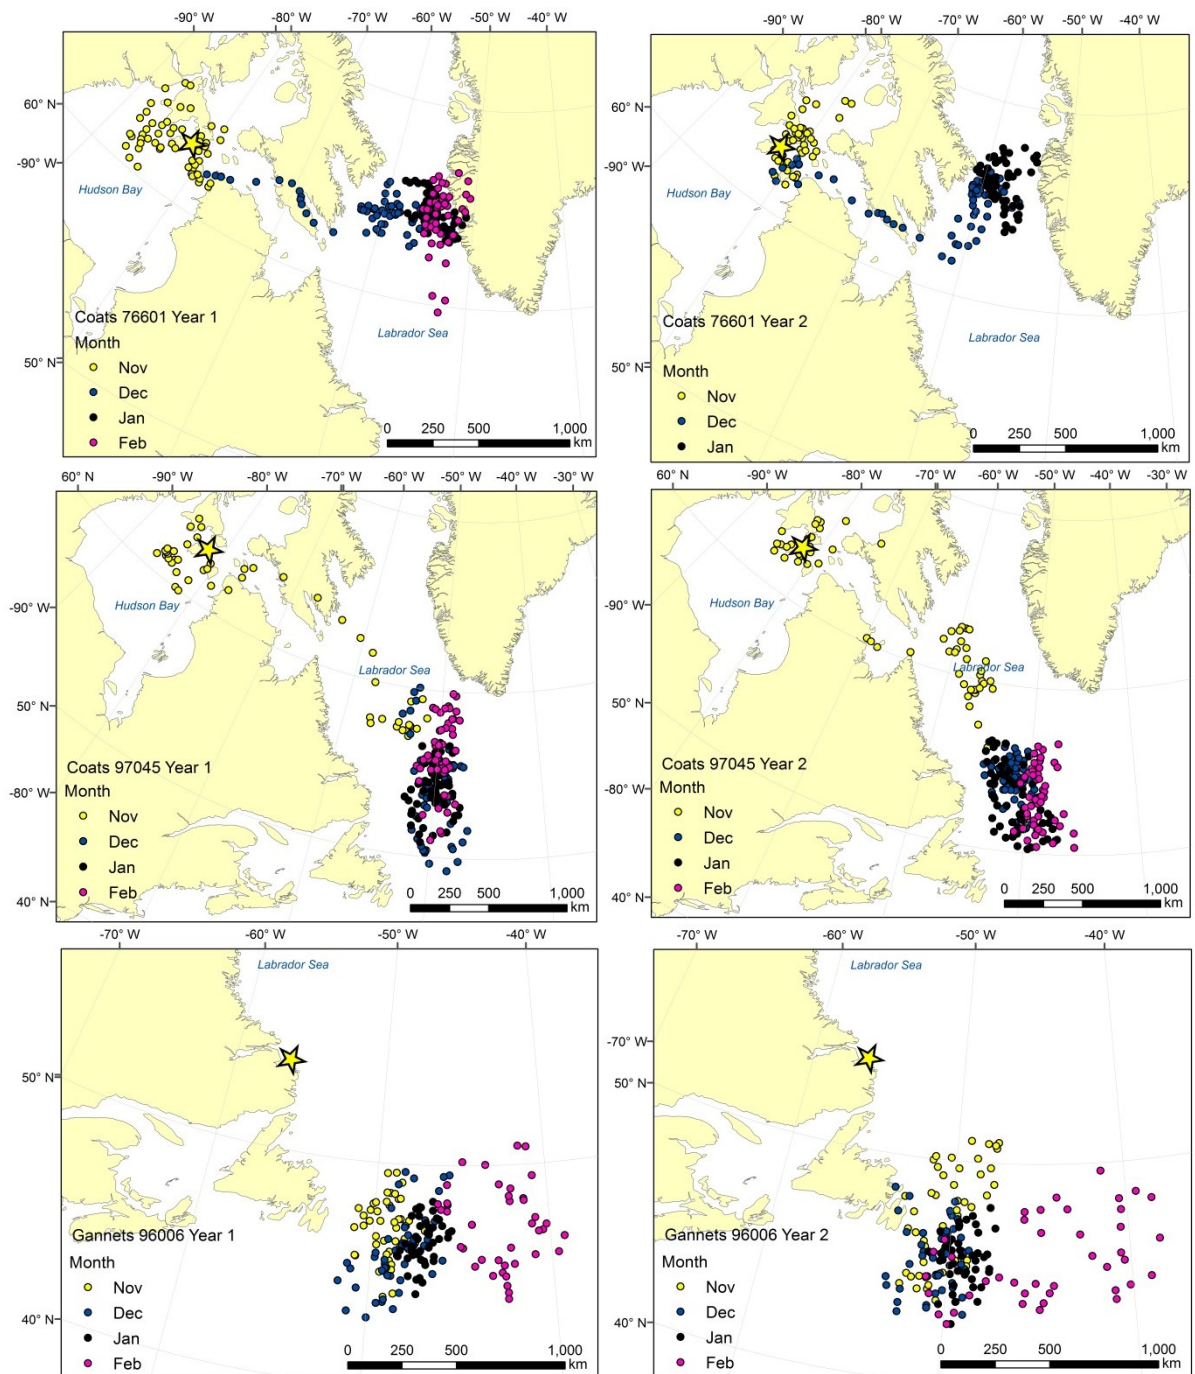 -90° W -80° W -70° W -60° W -50° W -40° W
60° N
-90° W
50° N
Hudson Bay
Labrador Sea
Coats 76601 Year 1
Month
Nov
Dec
Jan
Feb
0 250 500 1,000
km
-90° W -80° W -70° W -60° W -50° W -40° W
60° N
-90° W
50° N
Hudson Bay
Labrador Sea
Coats 76601 Year 2
Month
Nov
Dec
Jan
0 250 500 1,000
km
60 N -90° W -80° W -70° W -60° W -50° W -40° W -30° W
-90° W
50° N
-80° W
40° N
Hudson Bay
Labrador Sea
Coats 97045 Year 1
Month
Nov
Dec
Jan
Feb
0 250 500 1,000
km
60 N -90° W -80° W -70° W -60° W -50° W -40° W -30° W
-90° W
50° N
-80° W
40° N
Hudson Bay
Labrador Sea
Coats 97045 Year 2
Month
Nov
Dec
Jan
Feb
0 250 500 1,000
km
-70° W -60° W -50° W -40° W
50° N
40° N
Labrador Sea
Gannets 96006 Year 1
Month
Nov
Dec
Jan
Feb
0 250 500 1,000
km
-70° W -60° W -50° W -40° W
-70° W
50° N
40° N
Labrador Sea
Gannets 96006 Year 2
Month
Nov
Dec
Jan
Feb
0 250 500 1,000
km